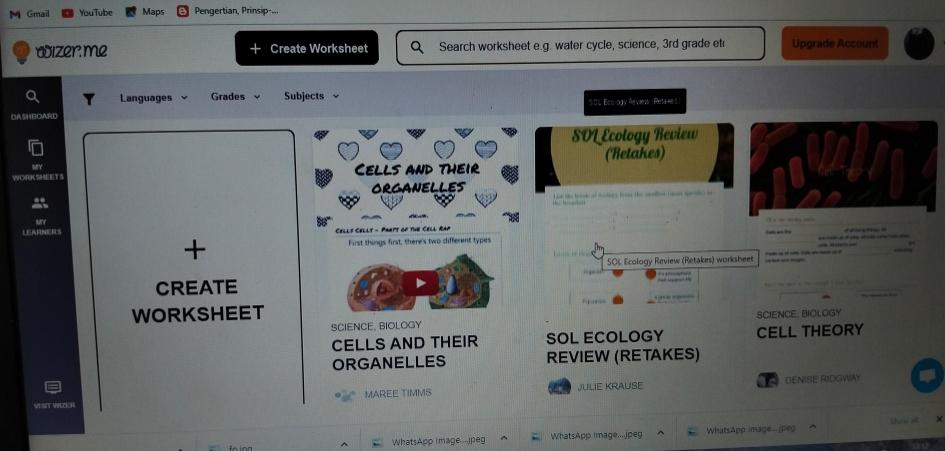 Gmail YouTube Maps Pengertian, Prinsip-...
wizer.me
+ Create Worksheet
Search worksheet e.g. water cycle, science, 3rd grade etc
Upgrade Account
DASHBOARD
MY
WORKSHEETS
MY
LEARNERS
VISIT WIZER
Languages Grades Subjects
SOL Ecology Review (Retakes)
+
CREATE
WORKSHEET
CELLS AND THEIR
ORGANELLES
CELLS CELLS - PARTS OF THE CELL RAP
First things first, there's two different types
SCIENCE, BIOLOGY
CELLS AND THEIR
ORGANELLES
MAREE TIMMS
SOL Ecology Review
(Retakes)
SOL Ecology Review (Retakes) worksheet
SOL ECOLOGY
REVIEW (RETAKES)
JULIE KRAUSE
SCIENCE, BIOLOGY
CELL THEORY
DENISE RIDGWAY
WhatsApp Image....jpeg
WhatsApp Image....jpeg
WhatsApp Image....jpeg
Show all